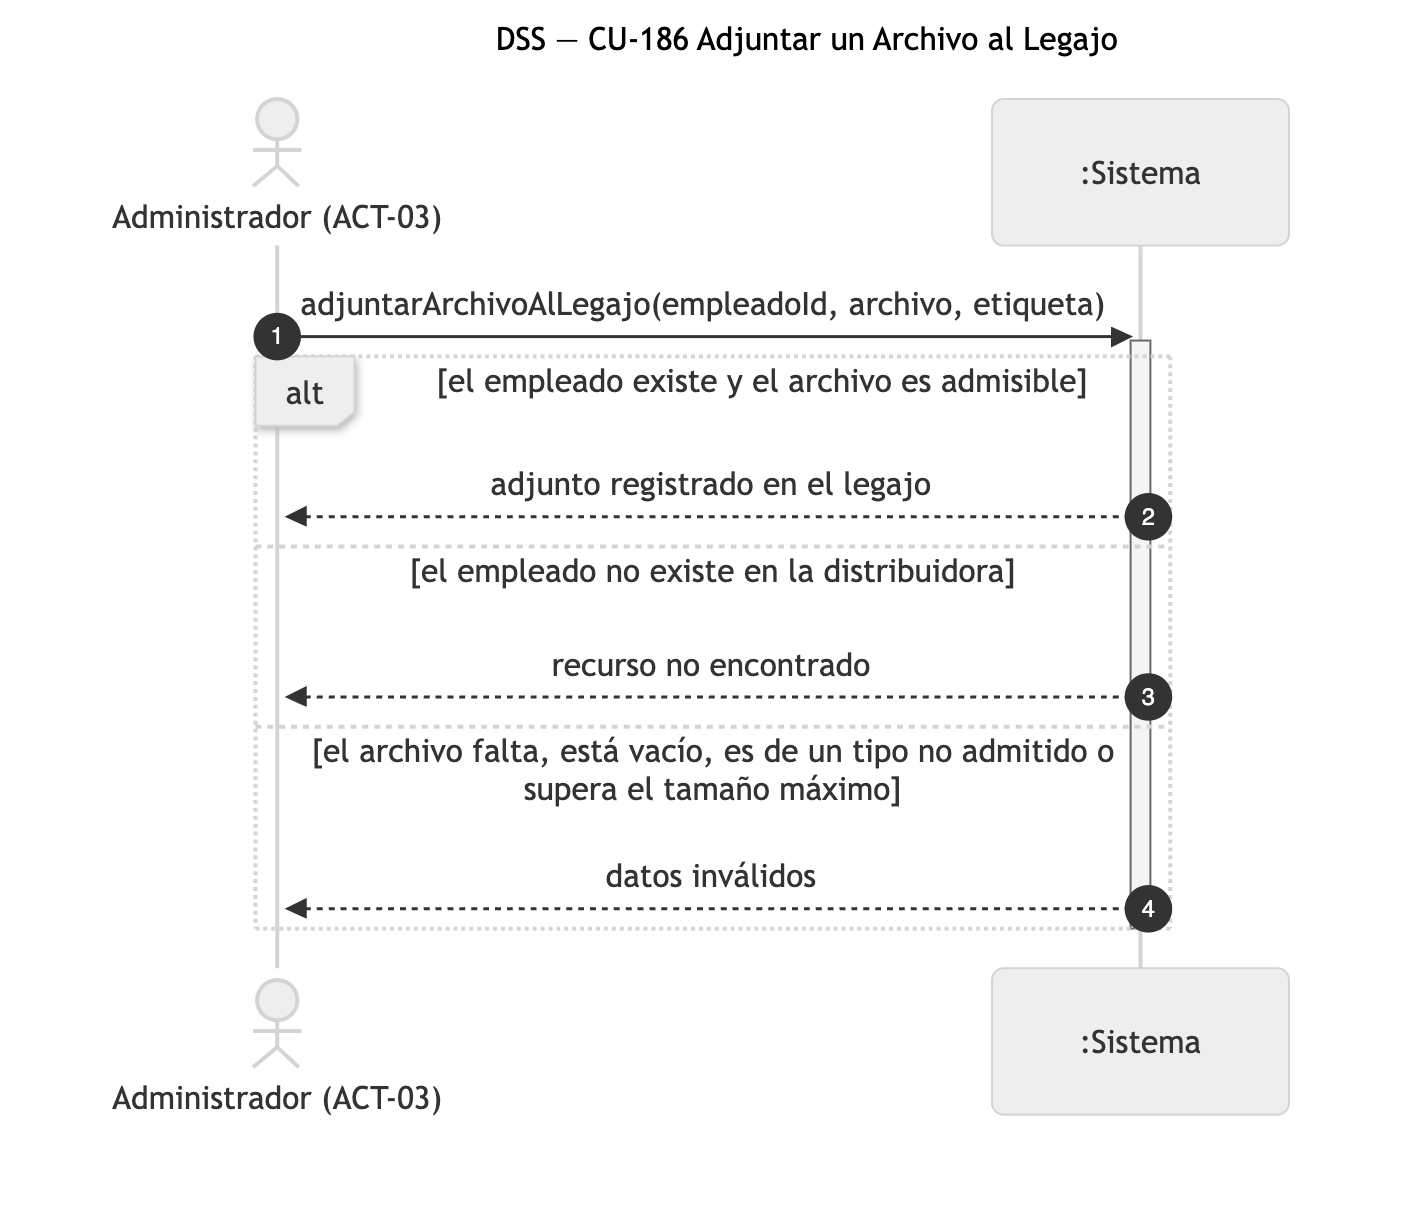 DSS — CU-186 Adjuntar un Archivo al Legajo
Administrador (ACT-03)
:Sistema
adjuntarArchivoAlLegajo(empleadoId, archivo, etiqueta)
1
alt
[el empleado existe y el archivo es admisible]
adjunto registrado en el legajo
2
[el empleado no existe en la distribuidora]
recurso no encontrado
3
[el archivo falta, está vacío, es de un tipo no admitido o
supera el tamaño máximo]
datos inválidos
4
Administrador (ACT-03)
:Sistema